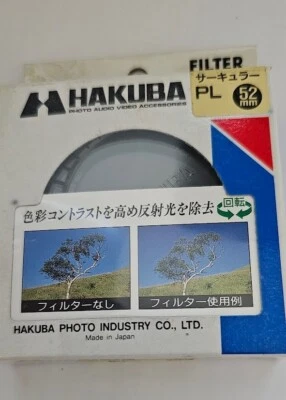 FILTER
HAKUBA
PHOTO AUDIO VIDEO ACCESSORIES
サーキュラー
PL 52mm
色彩コントラストを高め反射光を除去 回転
フィルターなし
フィルター使用例
HAKUBA PHOTO INDUSTRY CO., LTD.
Made in Japan